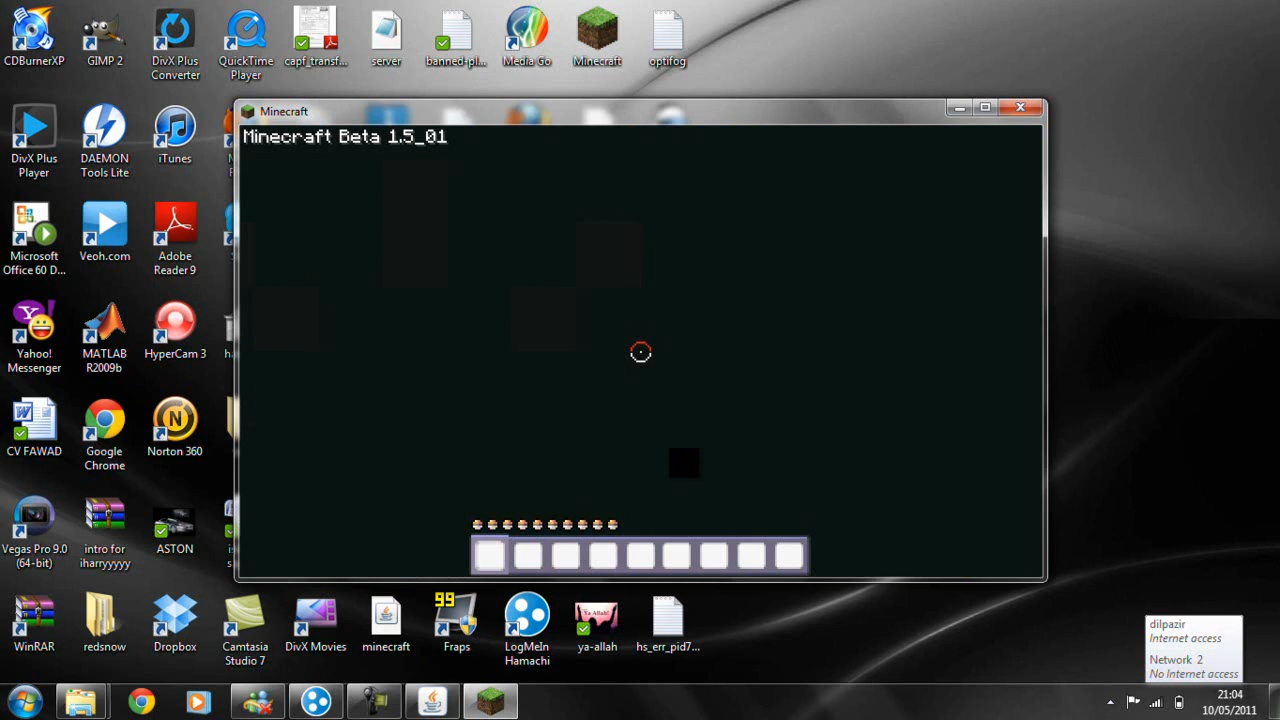 CDBurnerXP
GIMP 2
DivX Plus
Converter
QuickTime
Player
capf_transf...
server
banned-pl...
Media Go
Minecraft
optifog
DivX Plus
Player
DAEMON
Tools Lite
iTunes
Minecraft
Minecraft Beta 1.5_01
Microsoft
Office 60 D...
Veoh.com
Adobe
Reader 9
Yahoo!
Messenger
MATLAB
R2009b
HyperCam 3
CV FAWAD
Google
Chrome
Norton 360
Vegas Pro 9.0
(64-bit)
intro for
iharryyyyy
ASTON
WinRAR
redsnow
Dropbox
Camtasia
Studio 7
DivX Movies
minecraft
99
Fraps
LogMeIn
Hamachi
Ya Allah!
ya-allah
hs_err_pid7...
dilpazir
Internet access
Network 2
No Internet access
21:04
10/05/2011